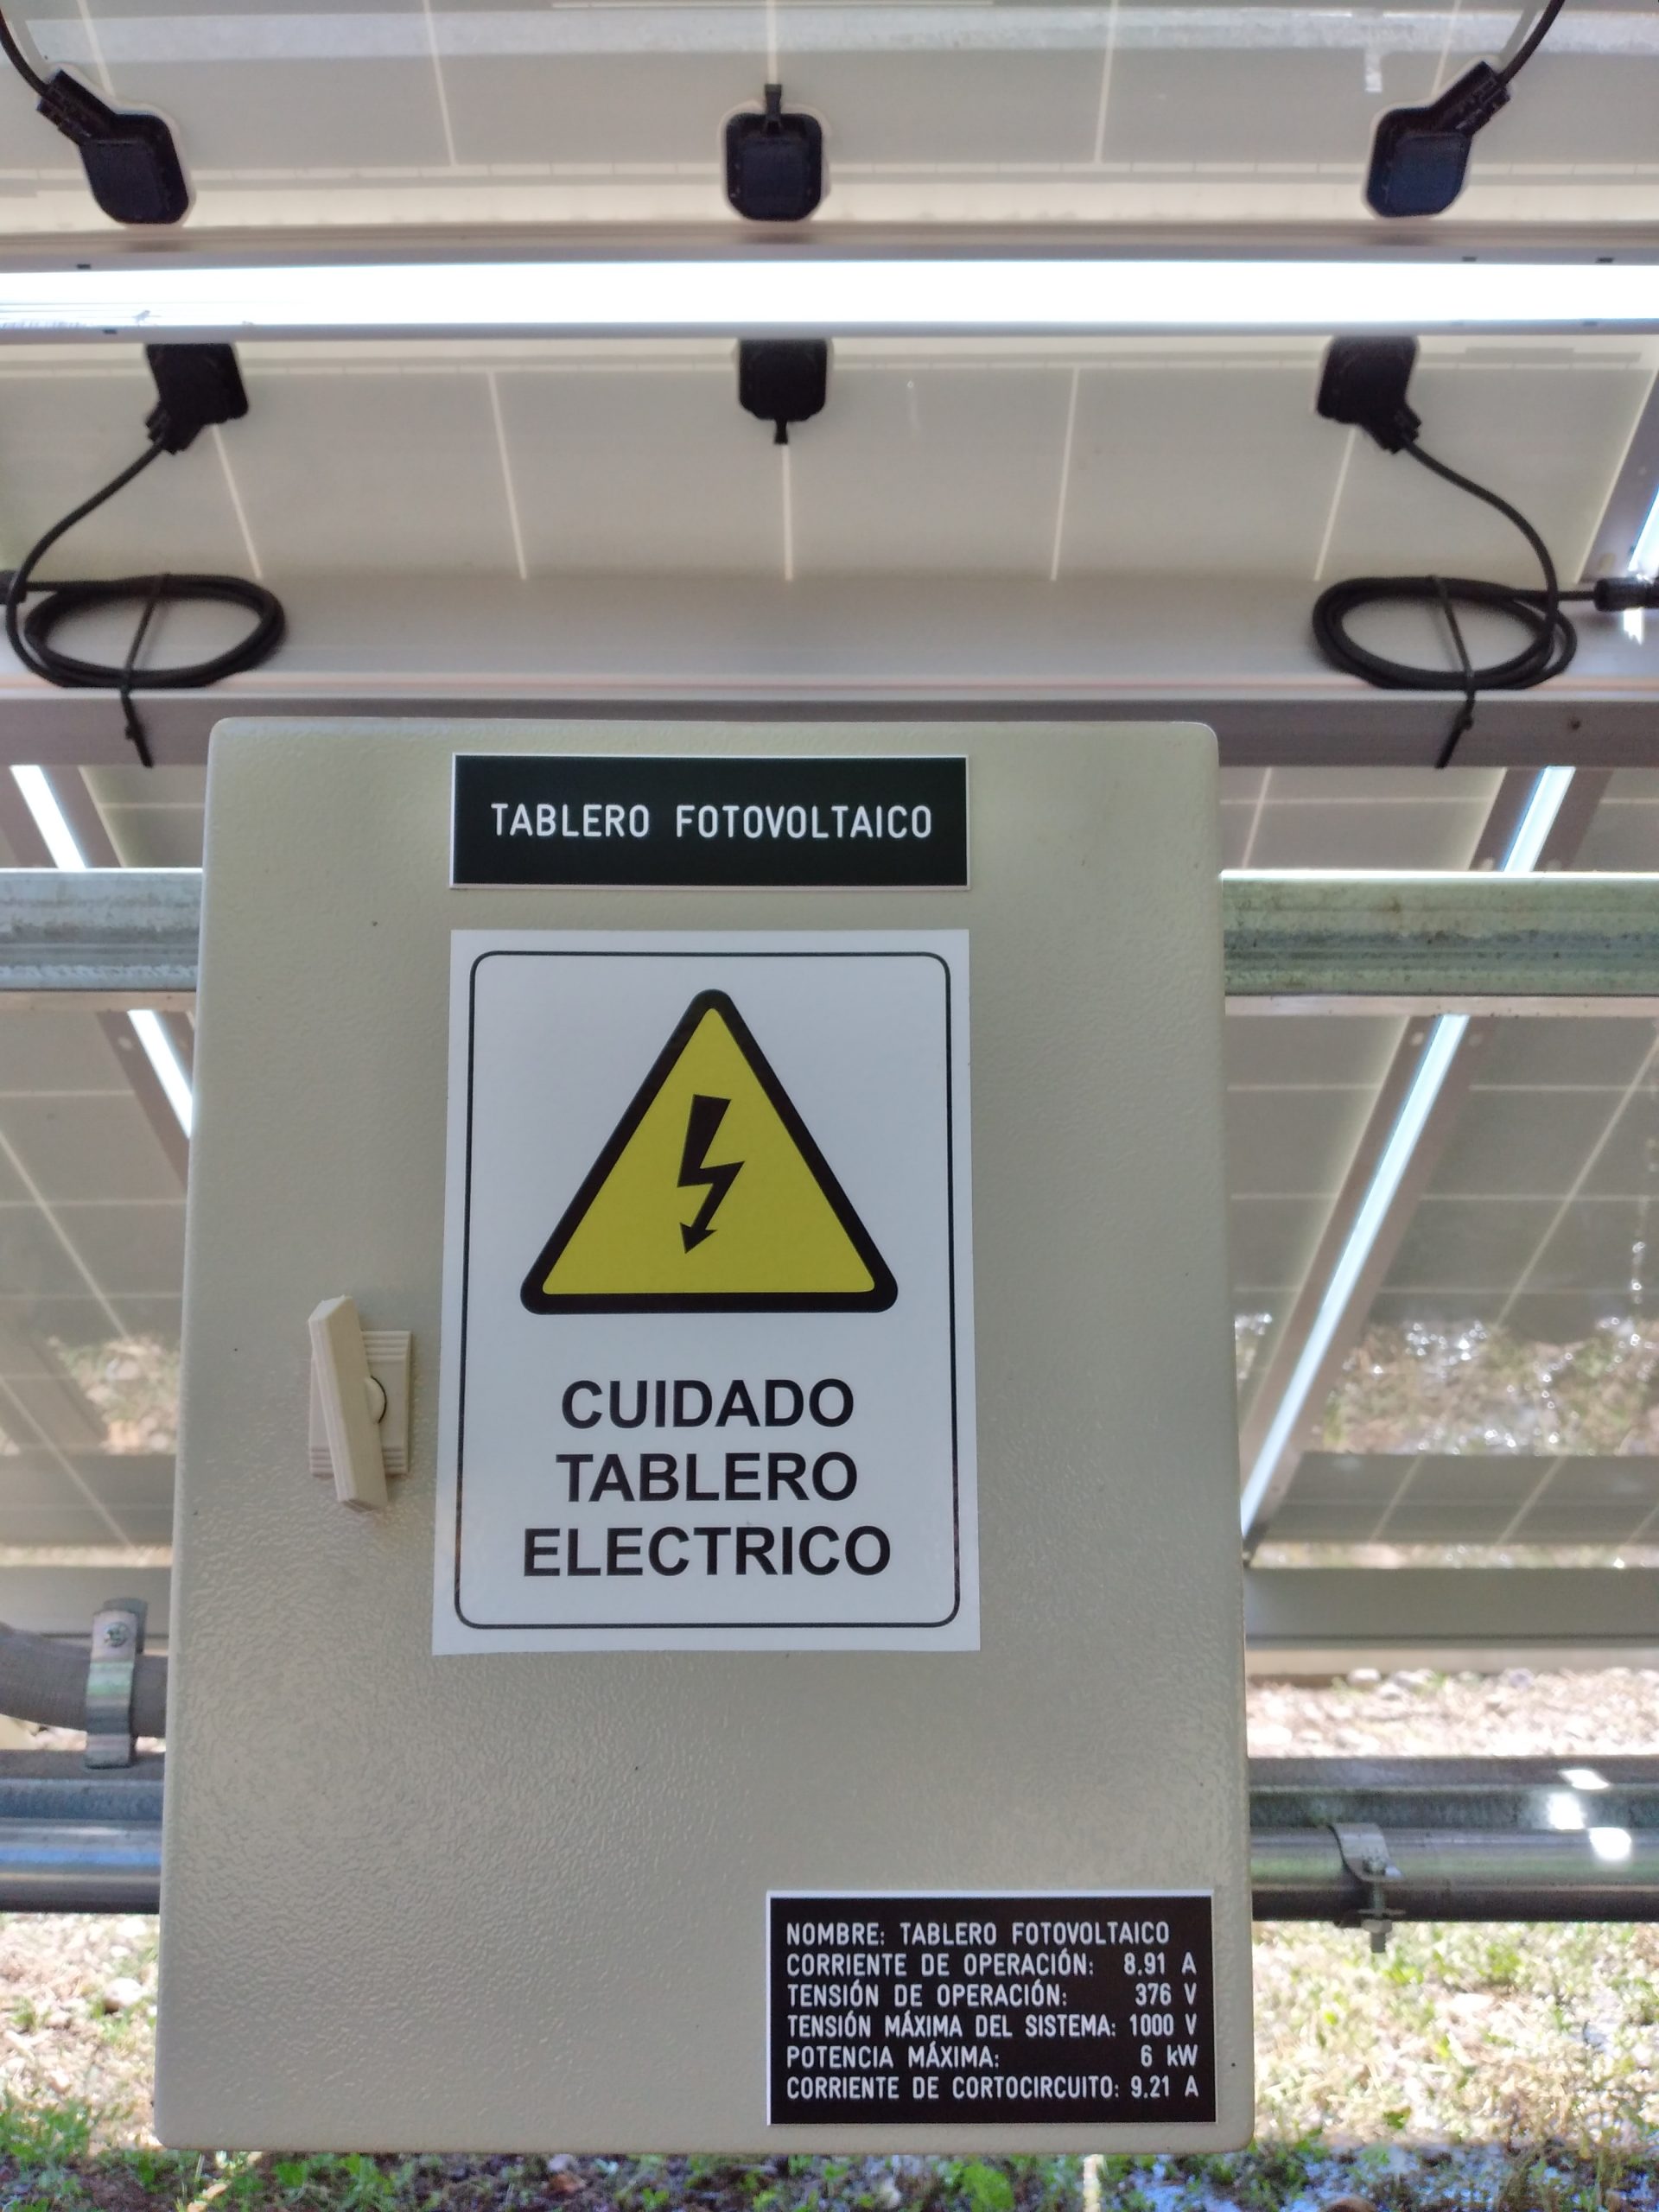 TABLERO FOTOVOLTAICO
CUIDADO
TABLERO
ELECTRICO
NOMBRE: TABLERO FOTOVOLTAICO
CORRIENTE DE OPERACIÓN: 8.91 A
TENSIÓN DE OPERACIÓN: 376 V
TENSIÓN MÁXIMA DEL SISTEMA: 1000 V
POTENCIA MÁXIMA: 6 kW
CORRIENTE DE CORTOCIRCUITO: 9.21 A